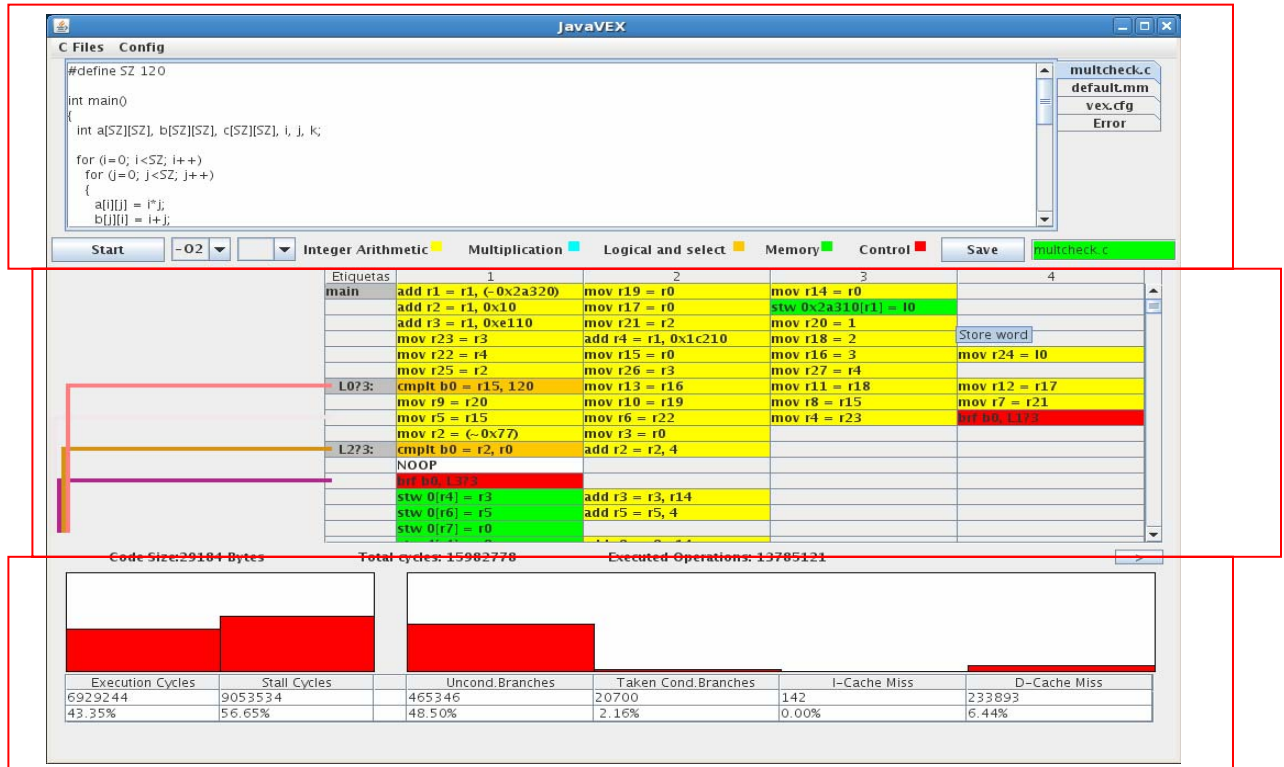 JavaVEX
C Files Config
#define SZ 120
int main()
{
int a[SZ][SZ], b[SZ][SZ], c[SZ][SZ], i, j, k;
for (i=0; i<SZ; i++)
for (j=0; j<SZ; j++)
{
a[i][j] = i*j;
b[j][i] = i+j;
multcheck.c
default.mm
vex.cfg
Error
Start -O2 Integer Arithmetic Multiplication Logical and select Memory Control Save multcheck.c
Etiquetas 1 2 3 4
main add r1 = r1, (-0x2a320) mov r19 = r0 mov r14 = r0
add r2 = r1, 0x10 mov r17 = r0 stw 0x2a310[r1] = l0
add r3 = r1, 0xe110 mov r21 = r2 mov r20 = 1
mov r23 = r3 add r4 = r1, 0x1c210 mov r18 = 2 Store word
mov r22 = r4 mov r15 = r0 mov r16 = 3 mov r24 = l0
mov r25 = r2 mov r26 = r3 mov r27 = r4
L0?3: cmplt b0 = r15, 120 mov r13 = r16 mov r11 = r18 mov r12 = r17
mov r9 = r20 mov r10 = r19 mov r8 = r15 mov r7 = r21
mov r5 = r15 mov r6 = r22 mov r4 = r23 brf b0, L1?3
mov r2 = (~0x77) mov r3 = r0
L2?3: cmplt b0 = r2, r0 add r2 = r2, 4
NOOP
brf b0, L3?3
stw 0[r4] = r3 add r3 = r3, r14
stw 0[r6] = r5 add r5 = r5, 4
stw 0[r7] = r0
Code Size:29184 Bytes Total cycles: 15982778 Executed Operations: 13785121 >
Execution Cycles Stall Cycles Uncond.Branches Taken Cond.Branches I-Cache Miss D-Cache Miss
6929244 9053534 465346 20700 142 233893
43.35% 56.65% 48.50% 2.16% 0.00% 6.44%